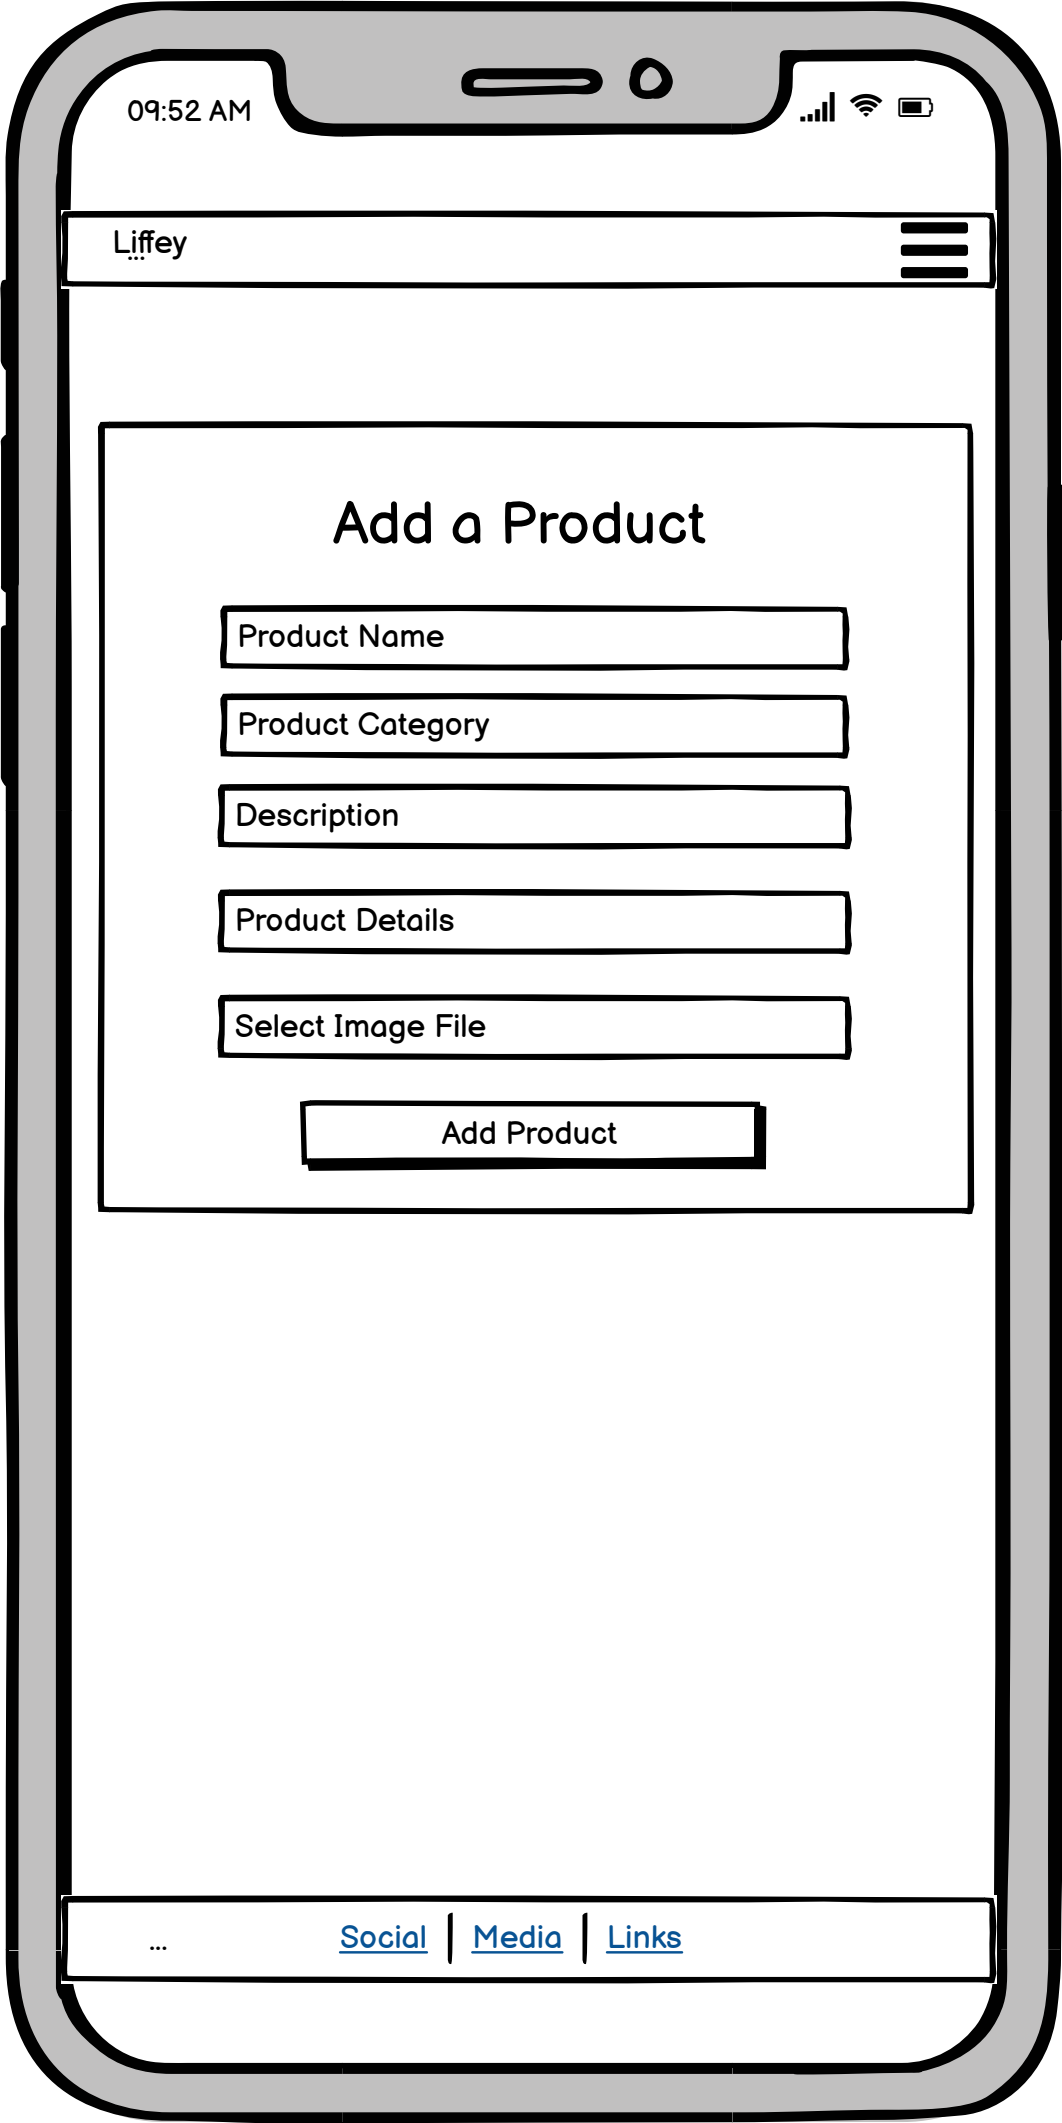 09:52 AM
Liffey
...
Add a Product
Product Name
Product Category
Description
Product Details
Select Image File
Add Product
... Social | Media | Links